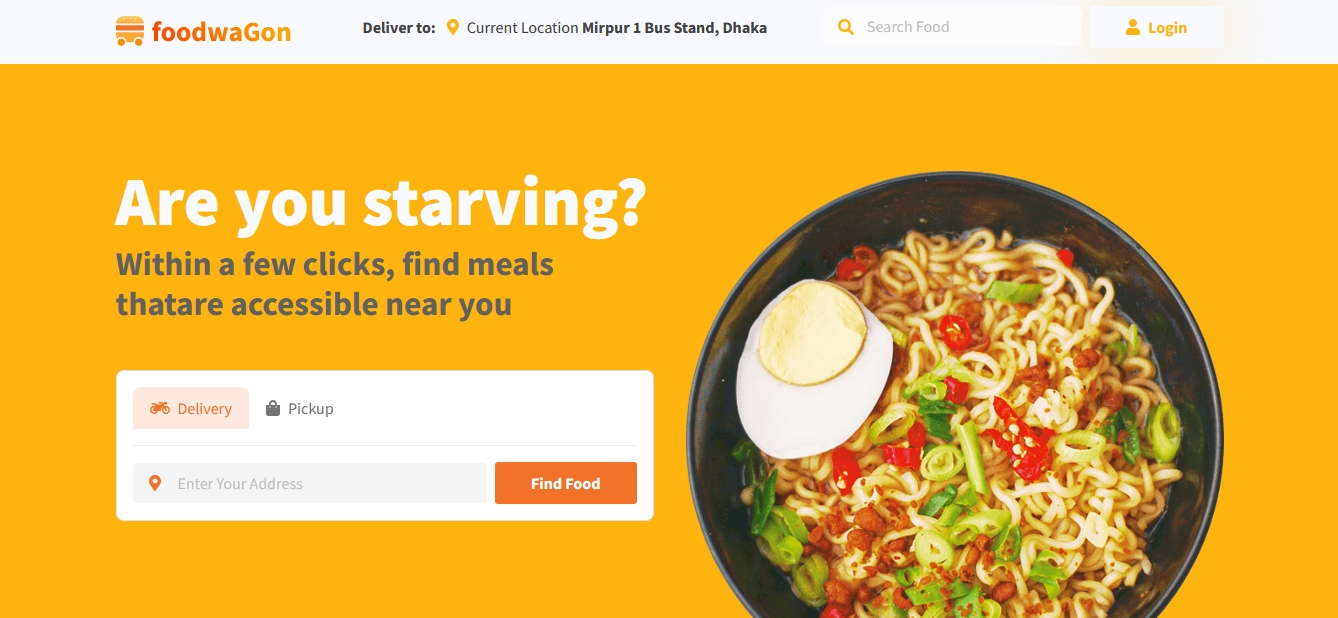 foodwaGon
Deliver to: Current Location Mirpur 1 Bus Stand, Dhaka
Search Food
Login
Are you starving?
Within a few clicks, find meals
thatare accessible near you
Delivery
Pickup
Enter Your Address
Find Food